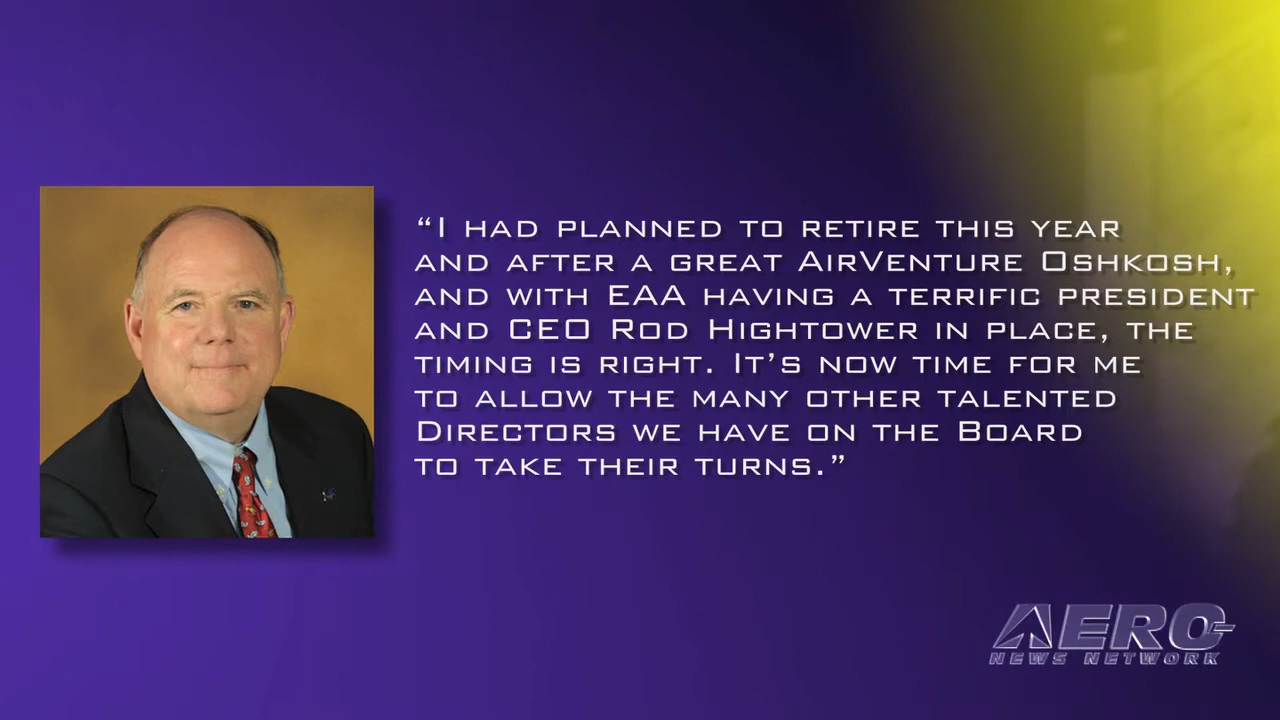 “I had planned to retire this year
and after a great AirVenture Oshkosh,
and with EAA having a terrific president
and CEO Rod Hightower in place, the
timing is right. It’s now time for me
to allow the many other talented
Directors we have on the Board
to take their turns.”
AERO
NEWS NETWORK